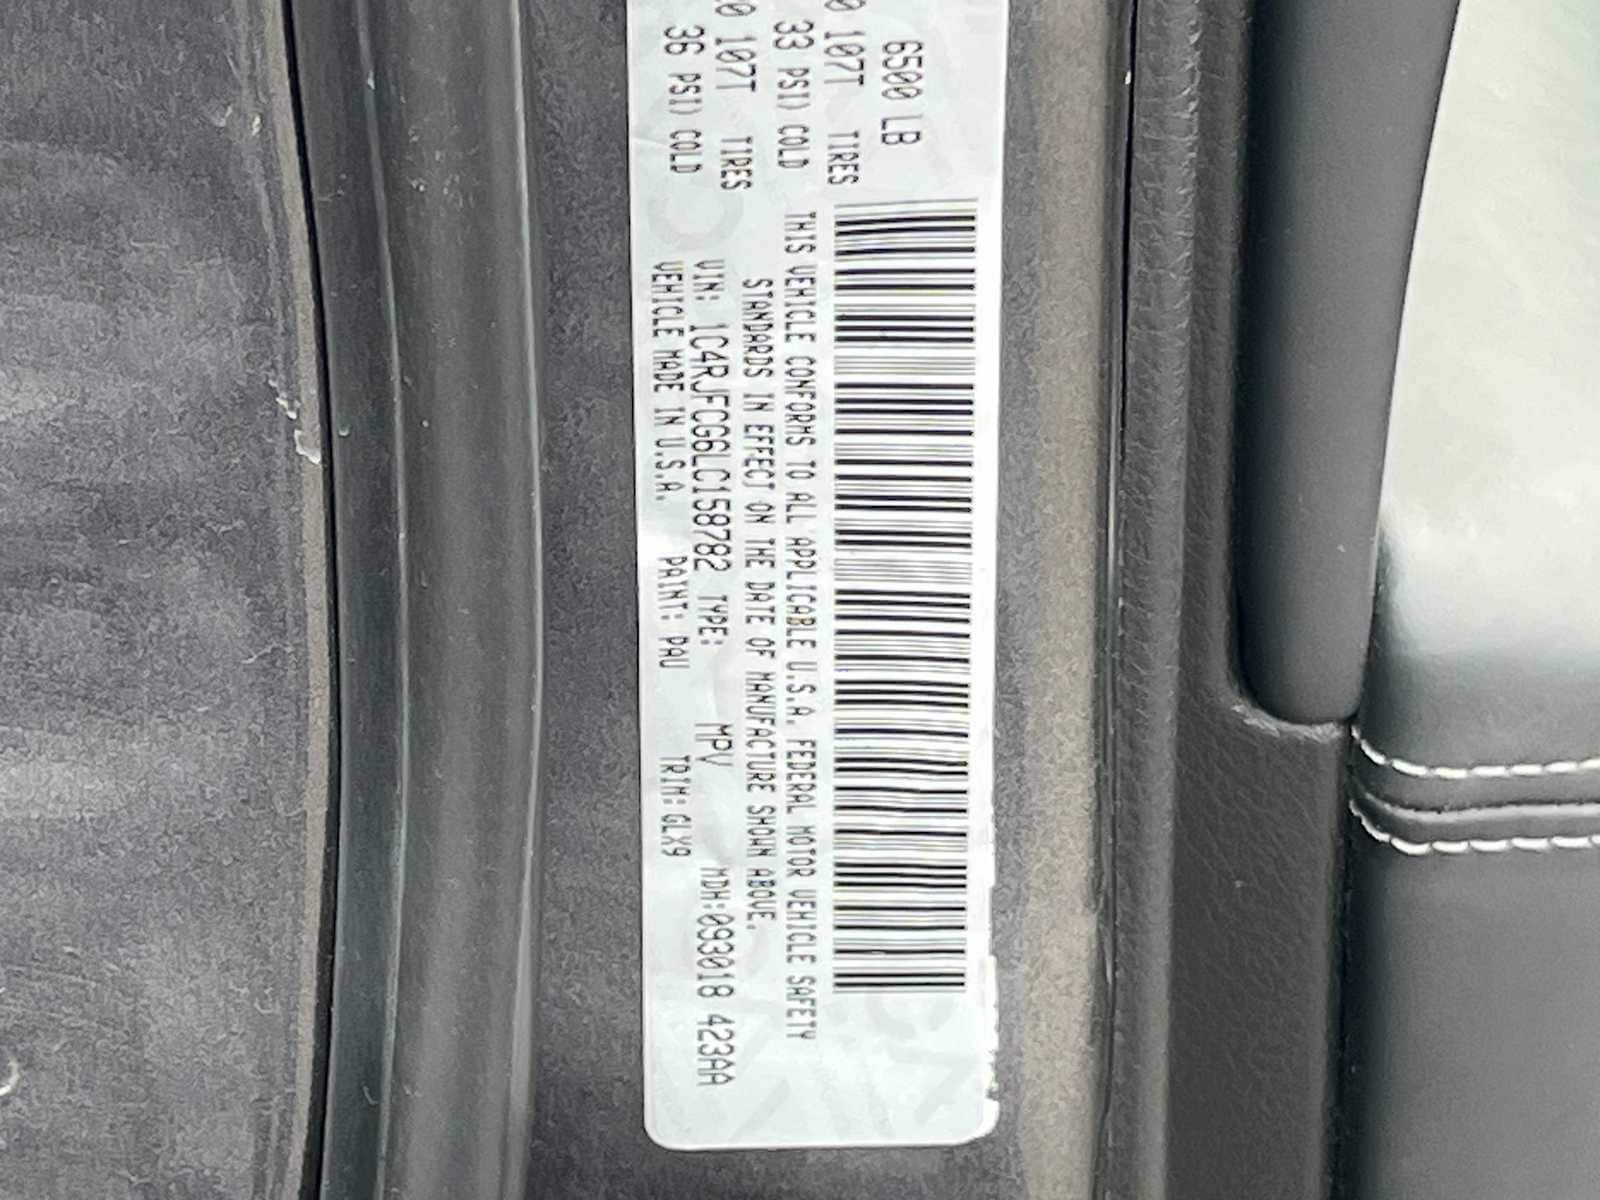 6500 LB
0 107T TIRES
33 PSI) COLD
0 107T TIRES
36 PSI) COLD
THIS VEHICLE CONFORMS TO ALL APPLICABLE U.S.A. FEDERAL MOTOR VEHICLE SAFETY
STANDARDS IN EFFECT ON THE DATE OF MANUFACTURE SHOWN ABOVE.
VIN: 1C4RJFCG6LC158782 TYPE: MPV MDH:093018 423AA
VEHICLE MADE IN U.S.A. PAINT: PAU TRIM: GLX9